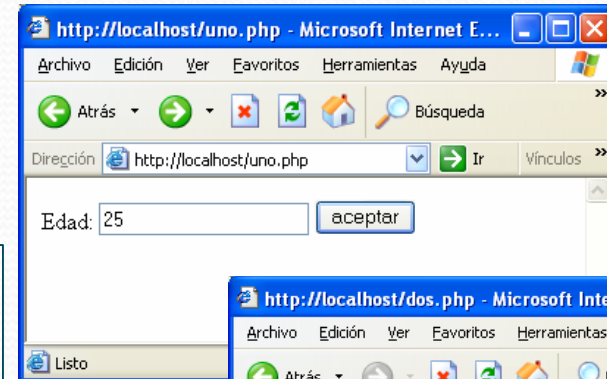 http://localhost/uno.php - Microsoft Internet E...
Archivo Edición Ver Favoritos Herramientas Ayuda
Atrás Búsqueda
Dirección http://localhost/uno.php Ir Vínculos »
Edad: 25 aceptar
Listo
http://localhost/dos.php - Microsoft Inte
Archivo Edición Ver Favoritos Herramientas
Atrás